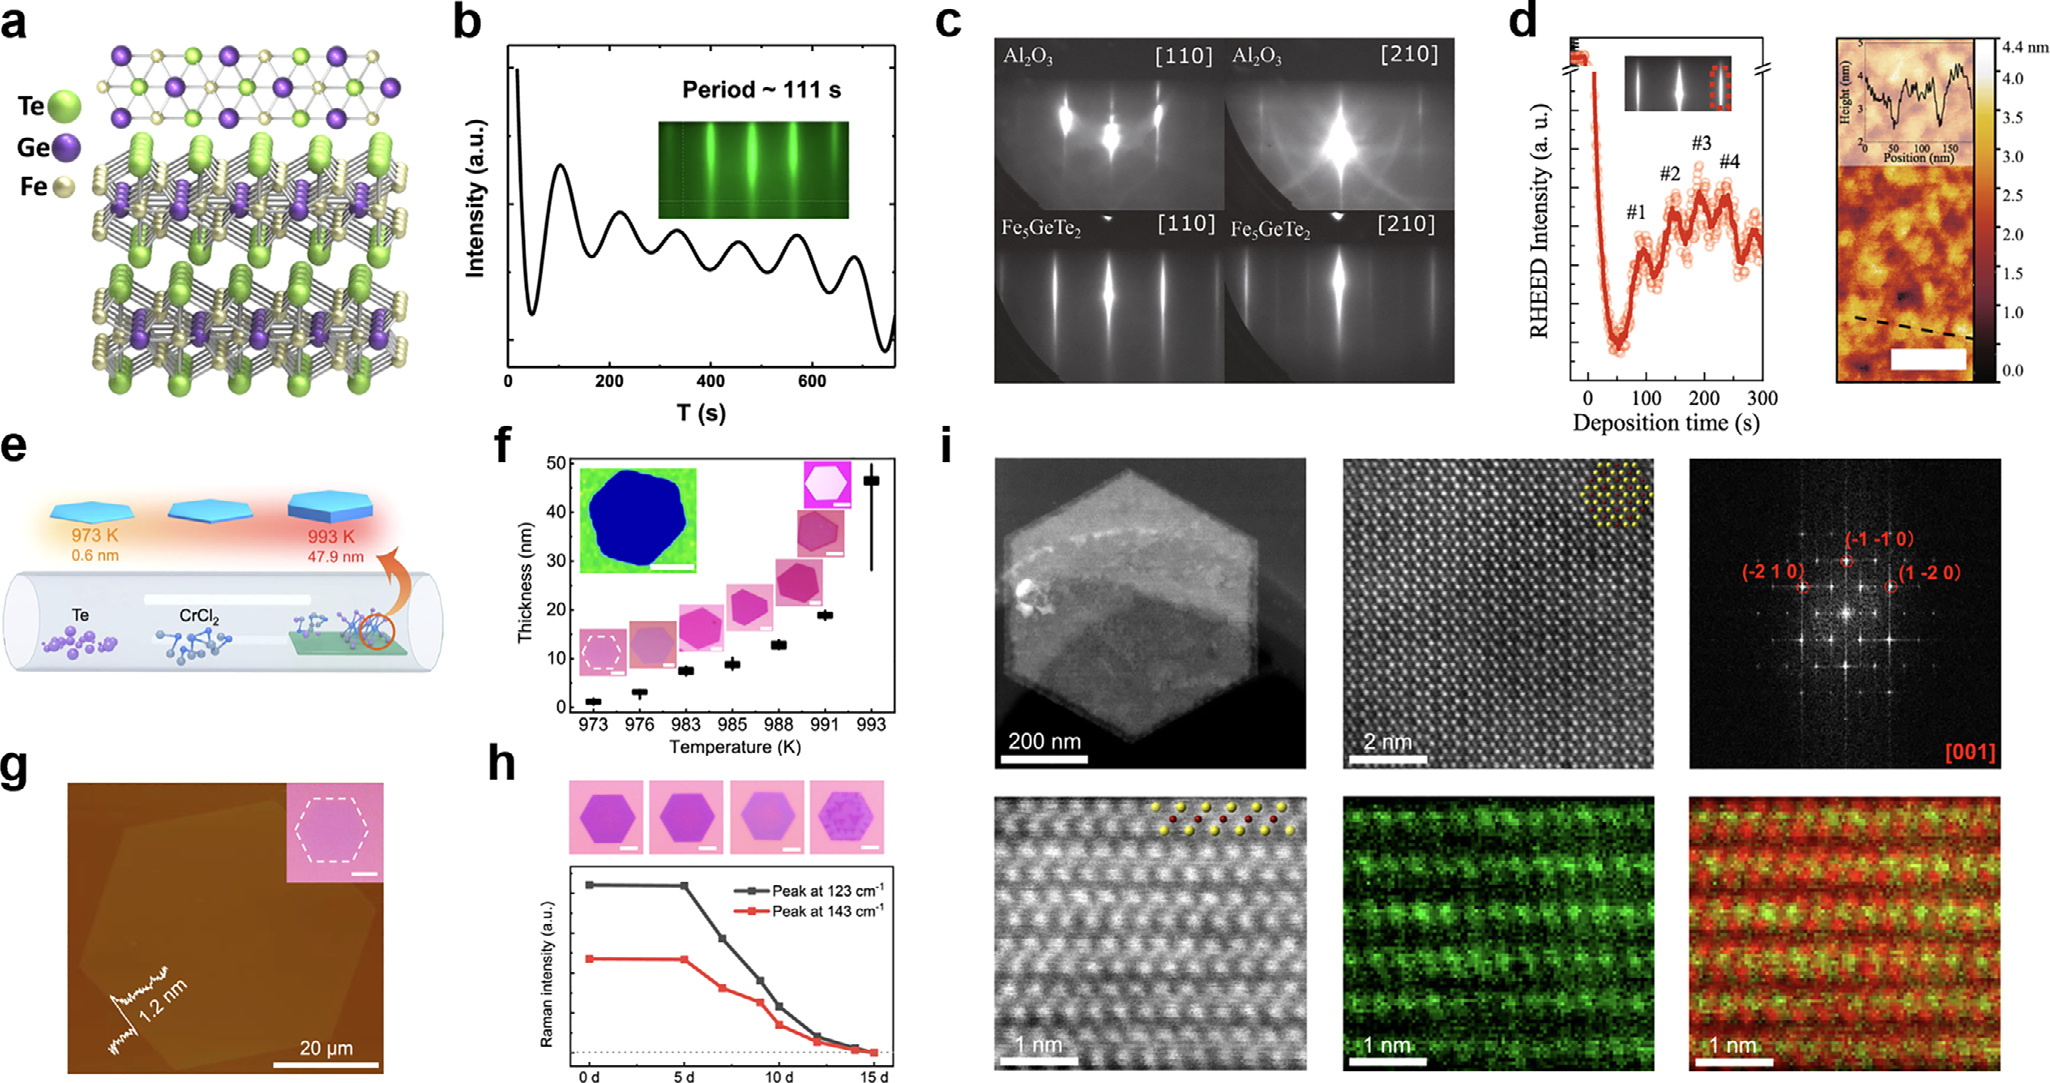 a
Te
Ge
Fe
b
Intensity (a.u.)
Period ~ 111 s
0 200 400 600
T (s)
c
Al2O3 [110]
Al2O3 [210]
Fe5GeTe2 [110]
Fe5GeTe2 [210]
d
RHEED Intensity (a. u.)
#1
#2
#3
#4
0 100 200 300
Deposition time (s)
Height (nm)
5
4
3
2
0 50 100 150
Position (nm)
4.4 nm
4.0
3.0
2.5
2.0
1.5
1.0
0.0
e
973 K
0.6 nm
993 K
47.9 nm
Te
CrCl2
f
Thickness (nm)
50
40
30
20
10
0
973 976 983 985 988 991 993
Temperature (K)
g
1.2 nm
20 μm
h
Raman intensity (a.u.)
Peak at 123 cm-1
Peak at 143 cm-1
0 d 5 d 10 d 15 d
i
200 nm
2 nm
(-1 -1 0)
(-2 1 0)
(1 -2 0)
[001]
1 nm
1 nm
1 nm